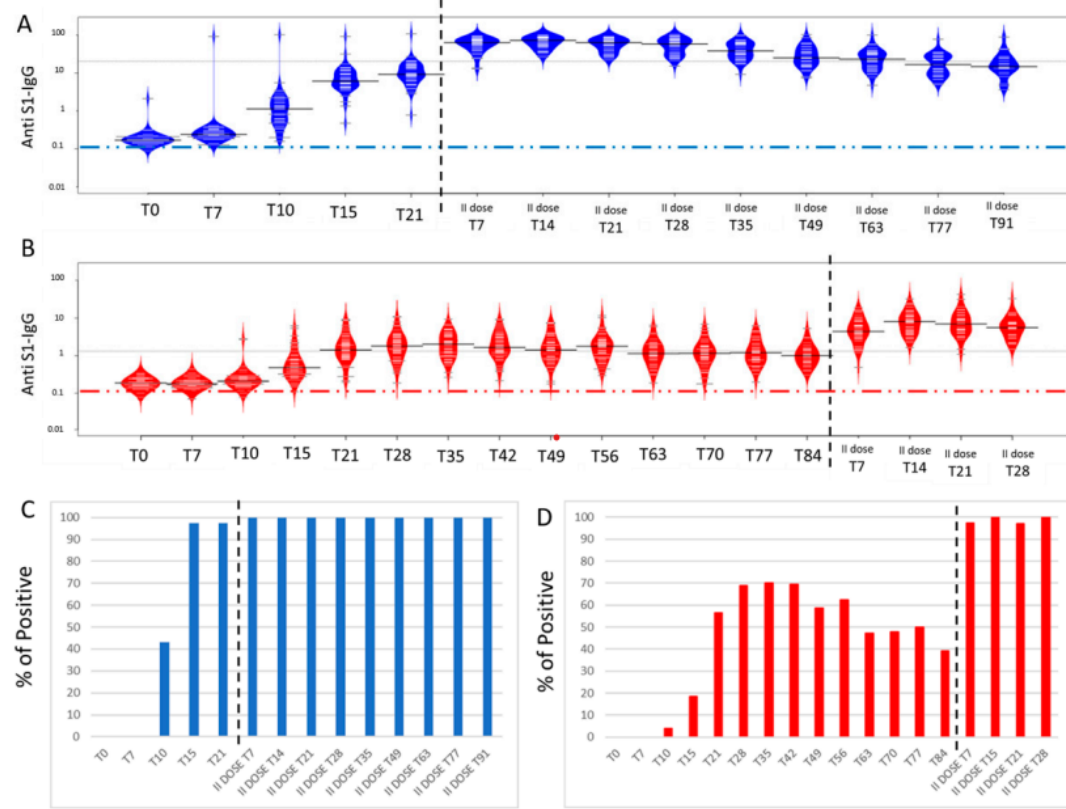 A
Anti S1-IgG
100
10
1
0.1
0.01
T0 T7 T10 T15 T21 II dose T7 II dose T14 II dose T21 II dose T28 II dose T35 II dose T49 II dose T63 II dose T77 II dose T91
B
Anti S1-IgG
100
10
1
0.1
0.01
T0 T7 T10 T15 T21 T28 T35 T42 T49 T56 T63 T70 T77 T84 II dose T7 II dose T14 II dose T21 II dose T28
C
% of Positive
100
90
80
70
60
50
40
30
20
10
0
T0 T7 T10 T15 T21 II DOSE T7 II DOSE T14 II DOSE T21 II DOSE T28 II DOSE T35 II DOSE T49 II DOSE T63 II DOSE T77 II DOSE T91
D
% of Positive
100
90
80
70
60
50
40
30
20
10
0
T0 T7 T10 T15 T21 T28 T35 T42 T49 T56 T63 T70 T77 T84 II DOSE T7 II DOSE T15 II DOSE T21 II DOSE T28